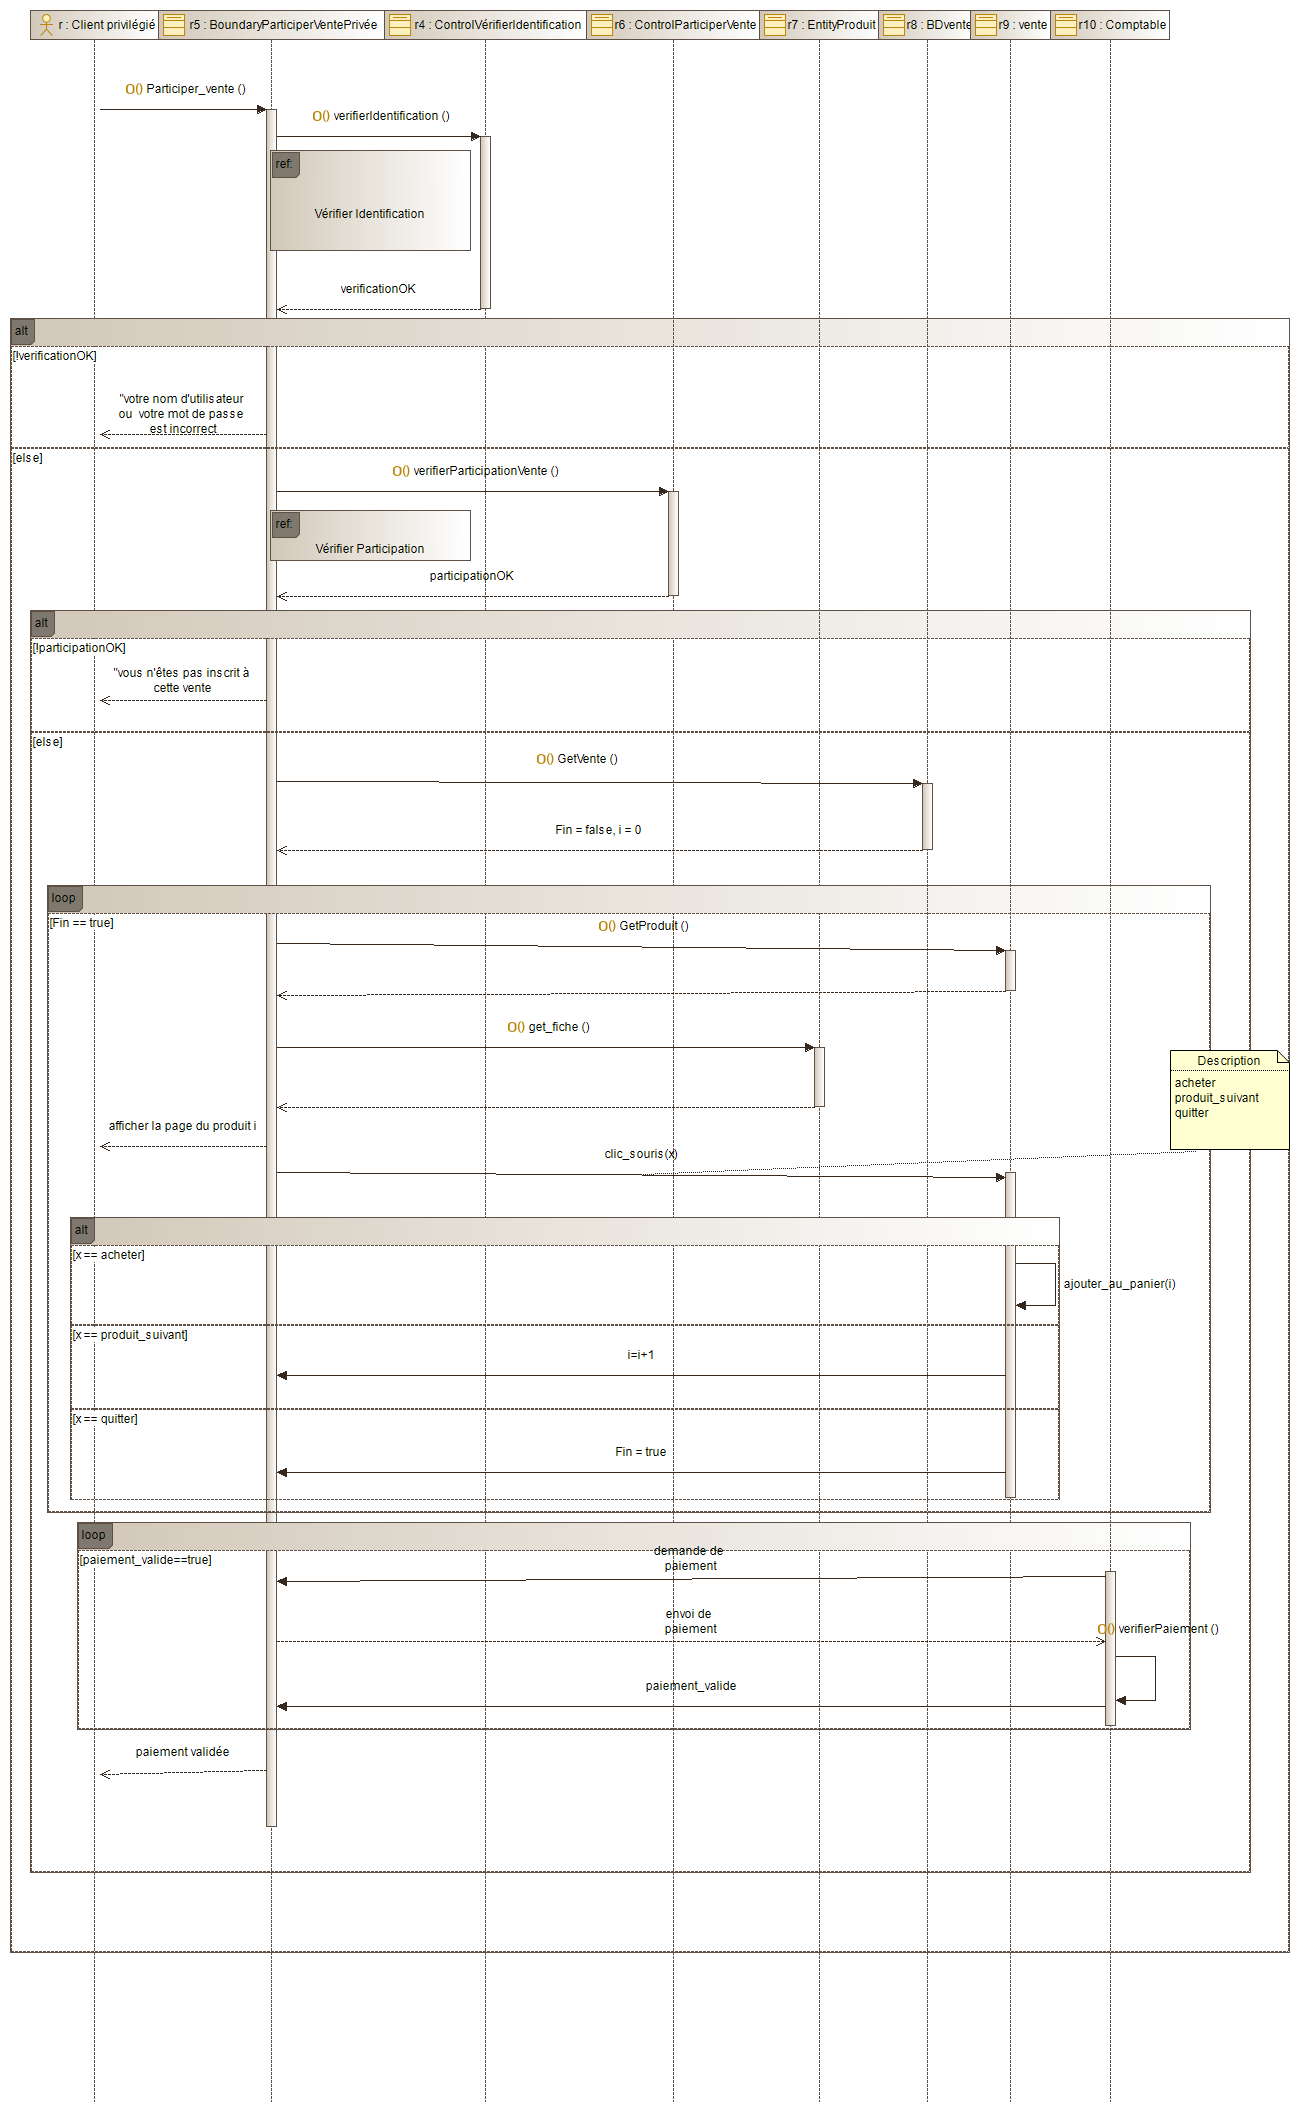 r : Client privilégié
r5 : BoundaryParticiperVentePrivée
r4 : ControlVérifierIdentification
r6 : ControlParticiperVente
r7 : EntityProduit
r8 : BDvente
r9 : vente
r10 : Comptable
O() Participer_vente ()
O() verifierIdentification ()
ref:
Vérifier Identification
verificationOK
alt
[!verificationOK]
"votre nom d'utilisateur
ou votre mot de passe
est incorrect
[else]
O() verifierParticipationVente ()
ref:
Vérifier Participation
participationOK
alt
[!participationOK]
"vous n'êtes pas inscrit à
cette vente
[else]
O() GetVente ()
Fin = false, i = 0
loop
[Fin == true]
O() GetProduit ()
O() get_fiche ()
Description
acheter
produit_suivant
quitter
afficher la page du produit i
clic_souris(x)
alt
[x == acheter]
ajouter_au_panier(i)
[x == produit_suivant]
i=i+1
[x == quitter]
Fin = true
loop
[paiement_valide==true]
demande de
paiement
envoi de
paiement
O() verifierPaiement ()
paiement_valide
paiement validée